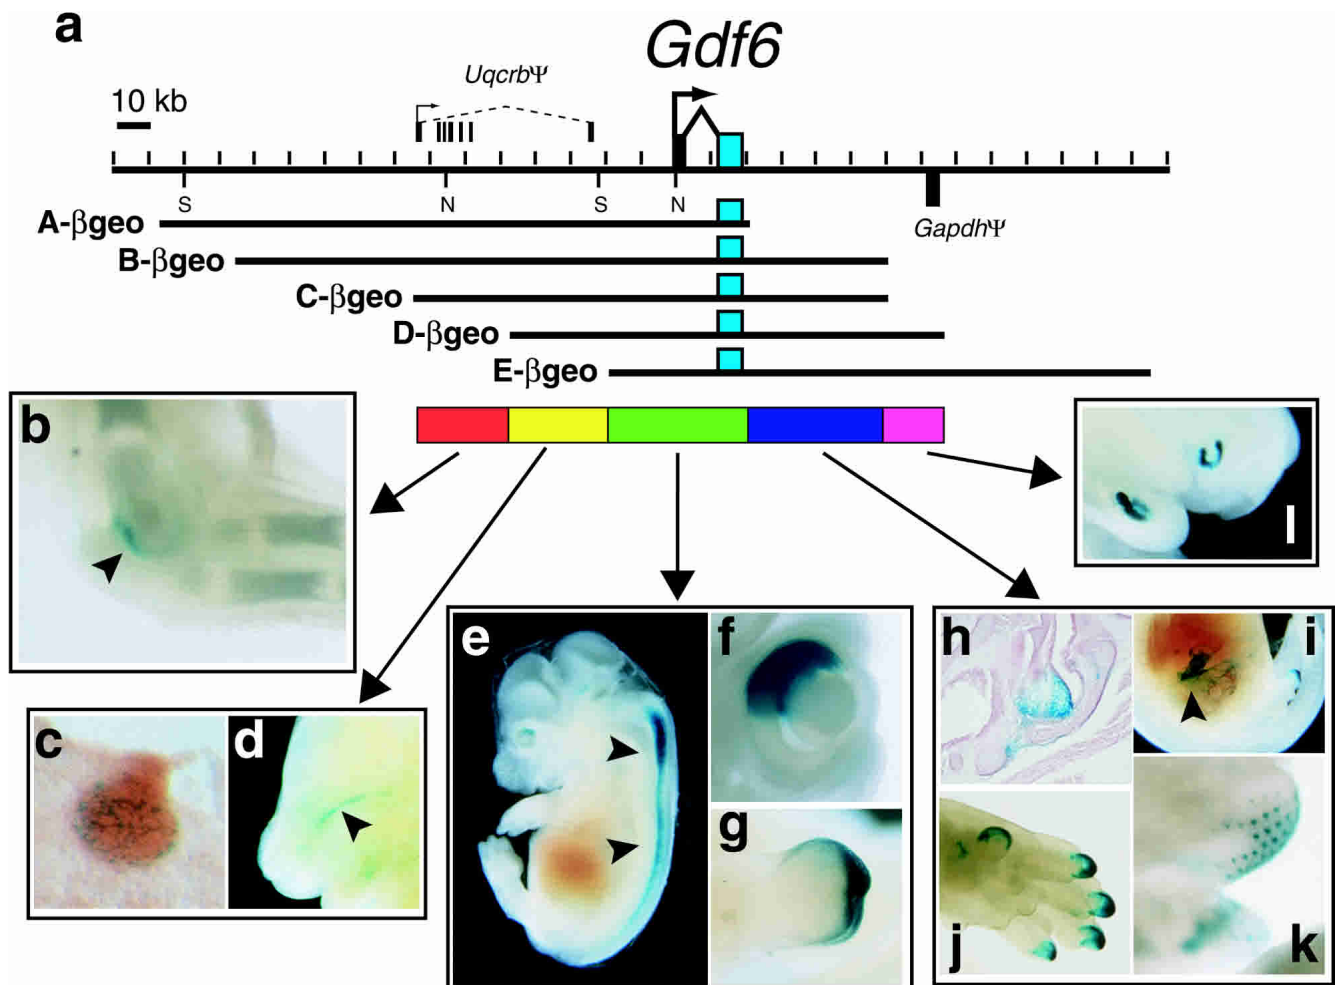 a
Gdf6
UqcrbΨ
10 kb
S N S N
A-βgeo
GapdhΨ
B-βgeo
C-βgeo
D-βgeo
E-βgeo
b
l
c d
e f
g
h i
j k